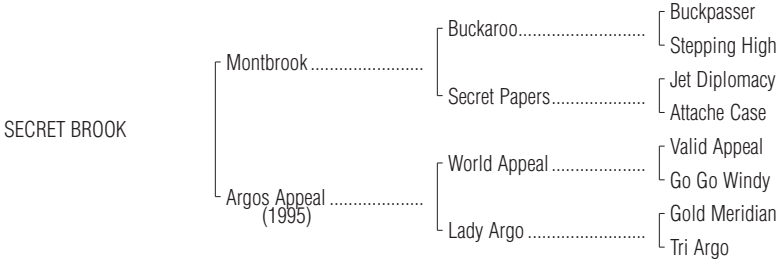 Buckpasser
Buckaroo..............................
Stepping High
Montbrook ..........................
Jet Diplomacy
Secret Papers......................
Attache Case
SECRET BROOK
Valid Appeal
World Appeal ......................
Go Go Windy
Argos Appeal ......................
(1995)
Gold Meridian
Lady Argo ...........................
Tri Argo